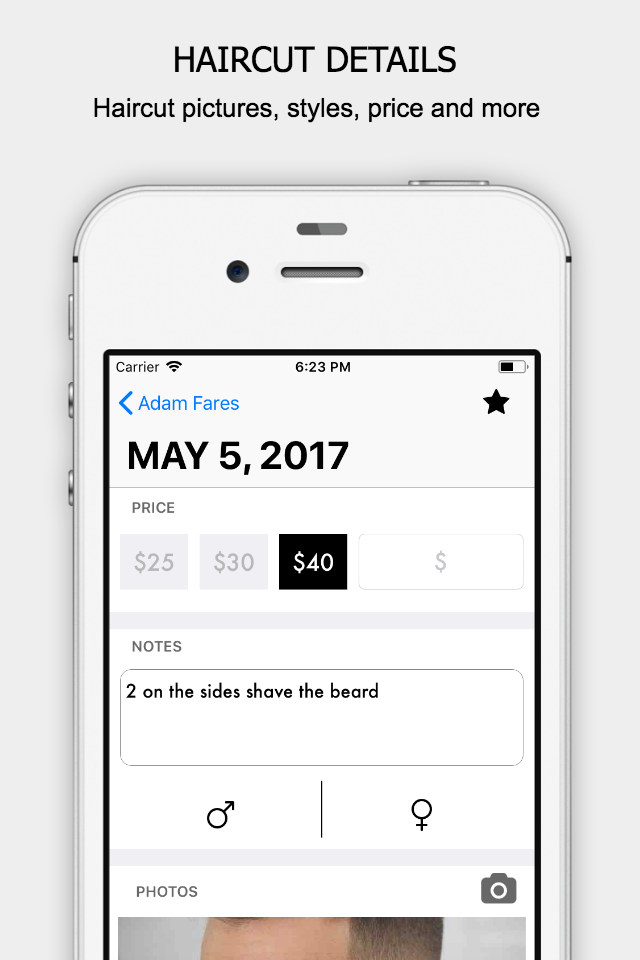 HAIRCUT DETAILS
Haircut pictures, styles, price and more
Carrier 6:23 PM
Adam Fares
MAY 5, 2017
PRICE
$25 $30 $40 $
NOTES
2 on the sides shave the beard
♂ ♀
PHOTOS